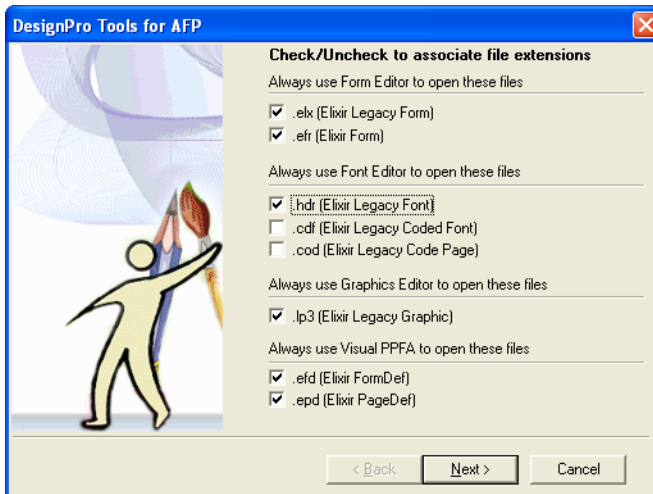 DesignPro Tools for AFP
Check/Uncheck to associate file extensions
Always use Form Editor to open these files
.elx (Elixir Legacy Form)
.efr (Elixir Form)
Always use Font Editor to open these files
.hdr (Elixir Legacy Font)
.cdf (Elixir Legacy Coded Font)
.cod (Elixir Legacy Code Page)
Always use Graphics Editor to open these files
.lp3 (Elixir Legacy Graphic)
Always use Visual PPFA to open these files
.efd (Elixir FormDef)
.epd (Elixir PageDef)
< Back Next > Cancel